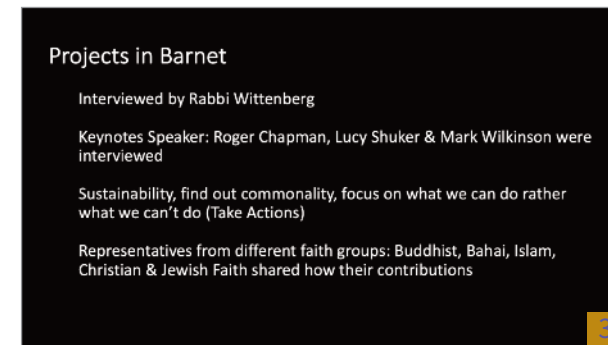 Projects in Barnet
Interviewed by Rabbi Wittenberg
Keynotes Speaker: Roger Chapman, Lucy Shuker & Mark Wilkinson were
interviewed
Sustainability, find out commonality, focus on what we can do rather
what we can't do (Take Actions)
Representatives from different faith groups: Buddhist, Bahai, Islam,
Christian & Jewish Faith shared how their contributions
3